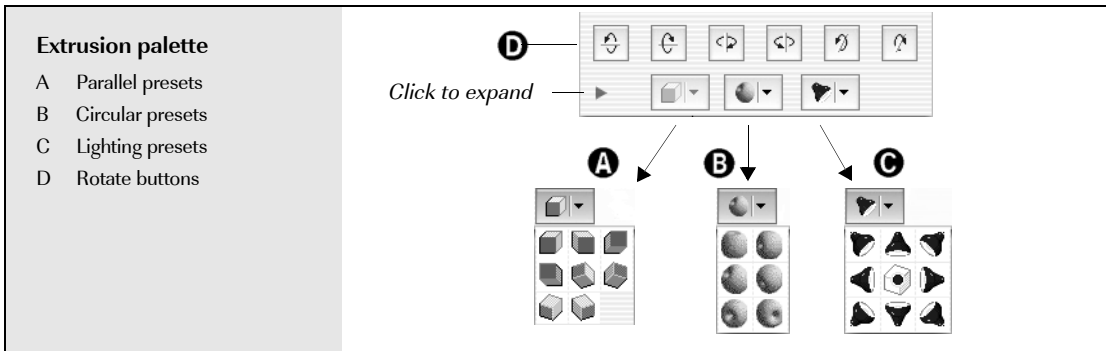 Extrusion palette
A Parallel presets
B Circular presets
C Lighting presets
D Rotate buttons
D
Click to expand
A
B
C